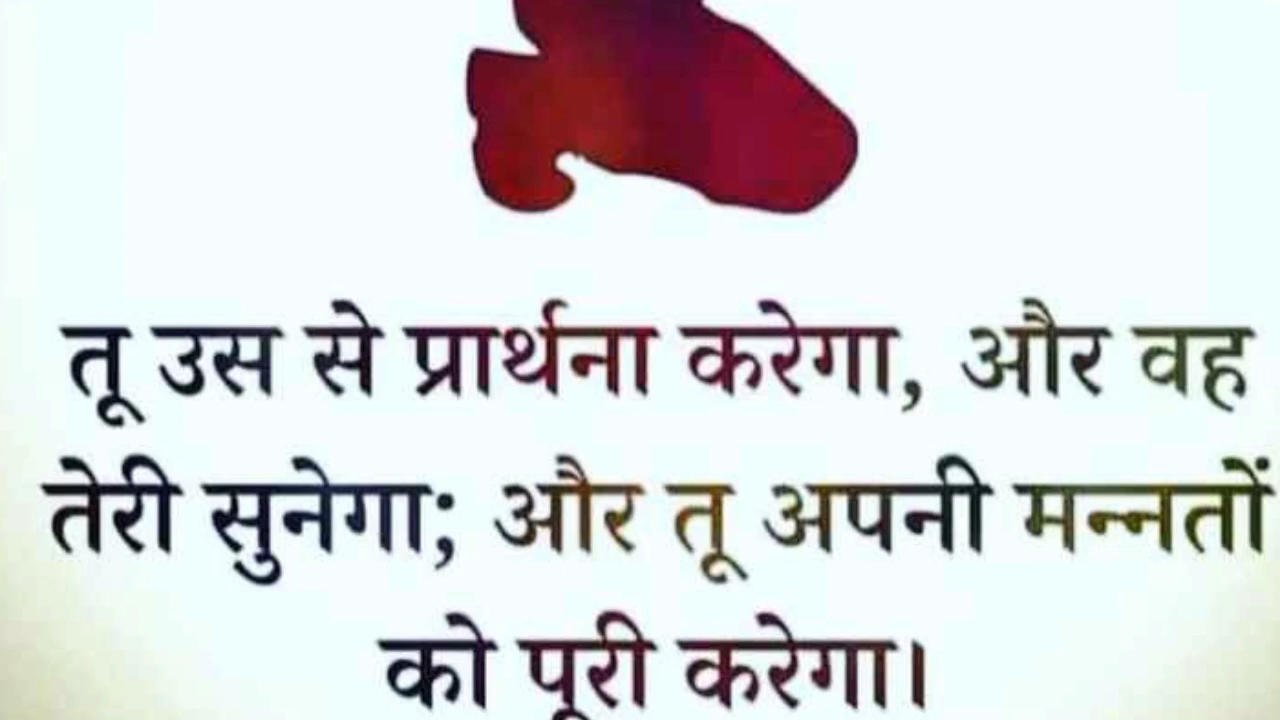 तू उस से प्रार्थना करेगा, और वह
तेरी सुनेगा; और तू अपनी मन्नतों
को पूरी करेगा।